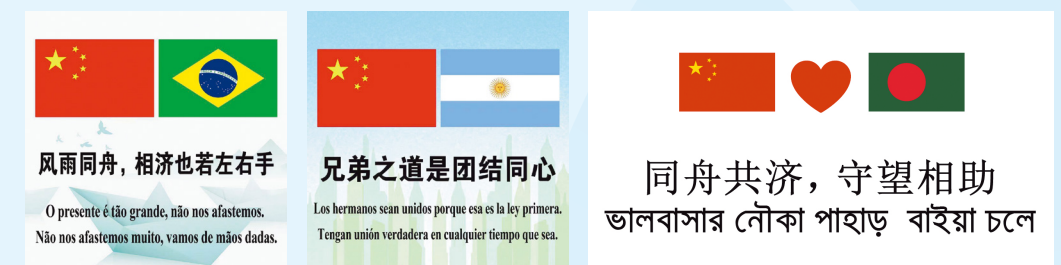 风雨同舟，相济也若左右手
O presente é tão grande, não nos afastemos.
Não nos afastemos muito, vamos de mãos dadas.
兄弟之道是团结同心
Los hermanos sean unidos porque esa es la ley primera.
Tengan unión verdadera en cualquier tiempo que sea.
同舟共济，守望相助
ভালবাসার নৌকা পাহাড় বাইয়া চলে